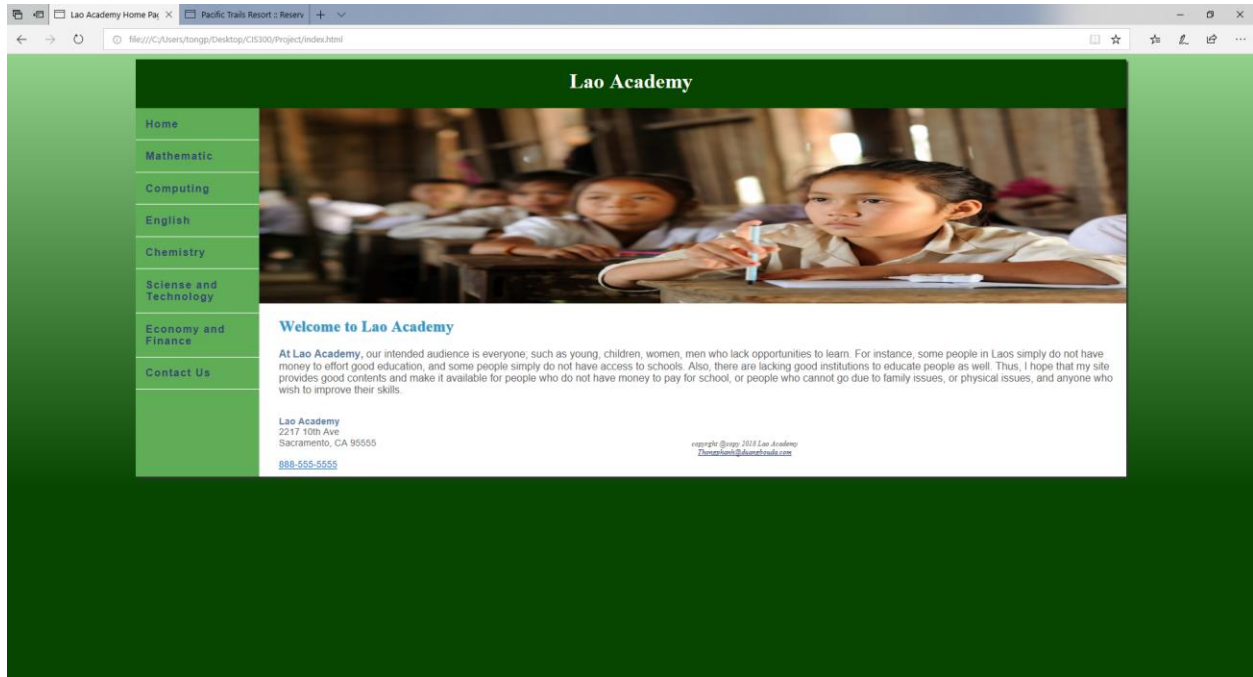 Lao Academy Home Pa
Pacific Trails Resort :: Reserv
file:///C:/Users/tongp/Desktop/CIS300/Project/index.html
Lao Academy
Home
Mathematic
Computing
English
Chemistry
Sciense and
Technology
Economy and
Finance
Contact Us
Welcome to Lao Academy
At Lao Academy, our intended audience is everyone; such as young, children, women, men who lack opportunities to learn. For instance, some people in Laos simply do not have
money to effort good education, and some people simply do not have access to schools. Also, there are lacking good institutions to educate people as well. Thus, I hope that my site
provides good contents and make it available for people who do not have money to pay for school, or people who cannot go due to family issues, or physical issues, and anyone who
wish to improve their skills.
Lao Academy
2217 10th Ave
Sacramento, CA 95555
888-555-5555
2018 Lao Academy